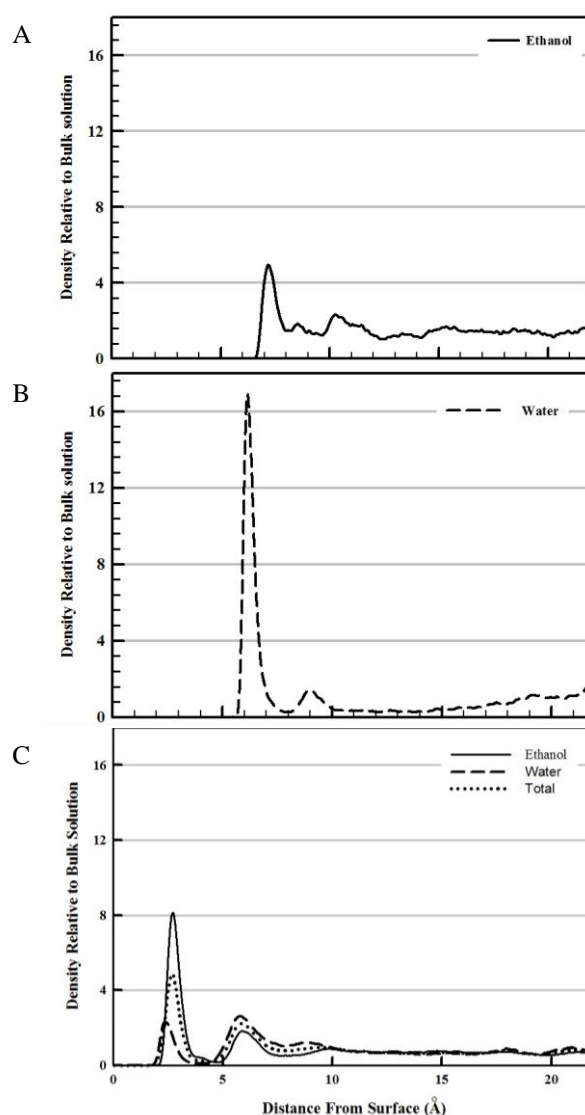 A
Density Relative to Bulk solution
16
12
8
4
0
Ethanol
B
Density Relative to Bulk solution
16
12
8
4
0
Water
C
Density Relative to Bulk Solution
16
12
8
4
0
Ethanol
Water
Total
0 5 10 15 20
Distance From Surface (Å)